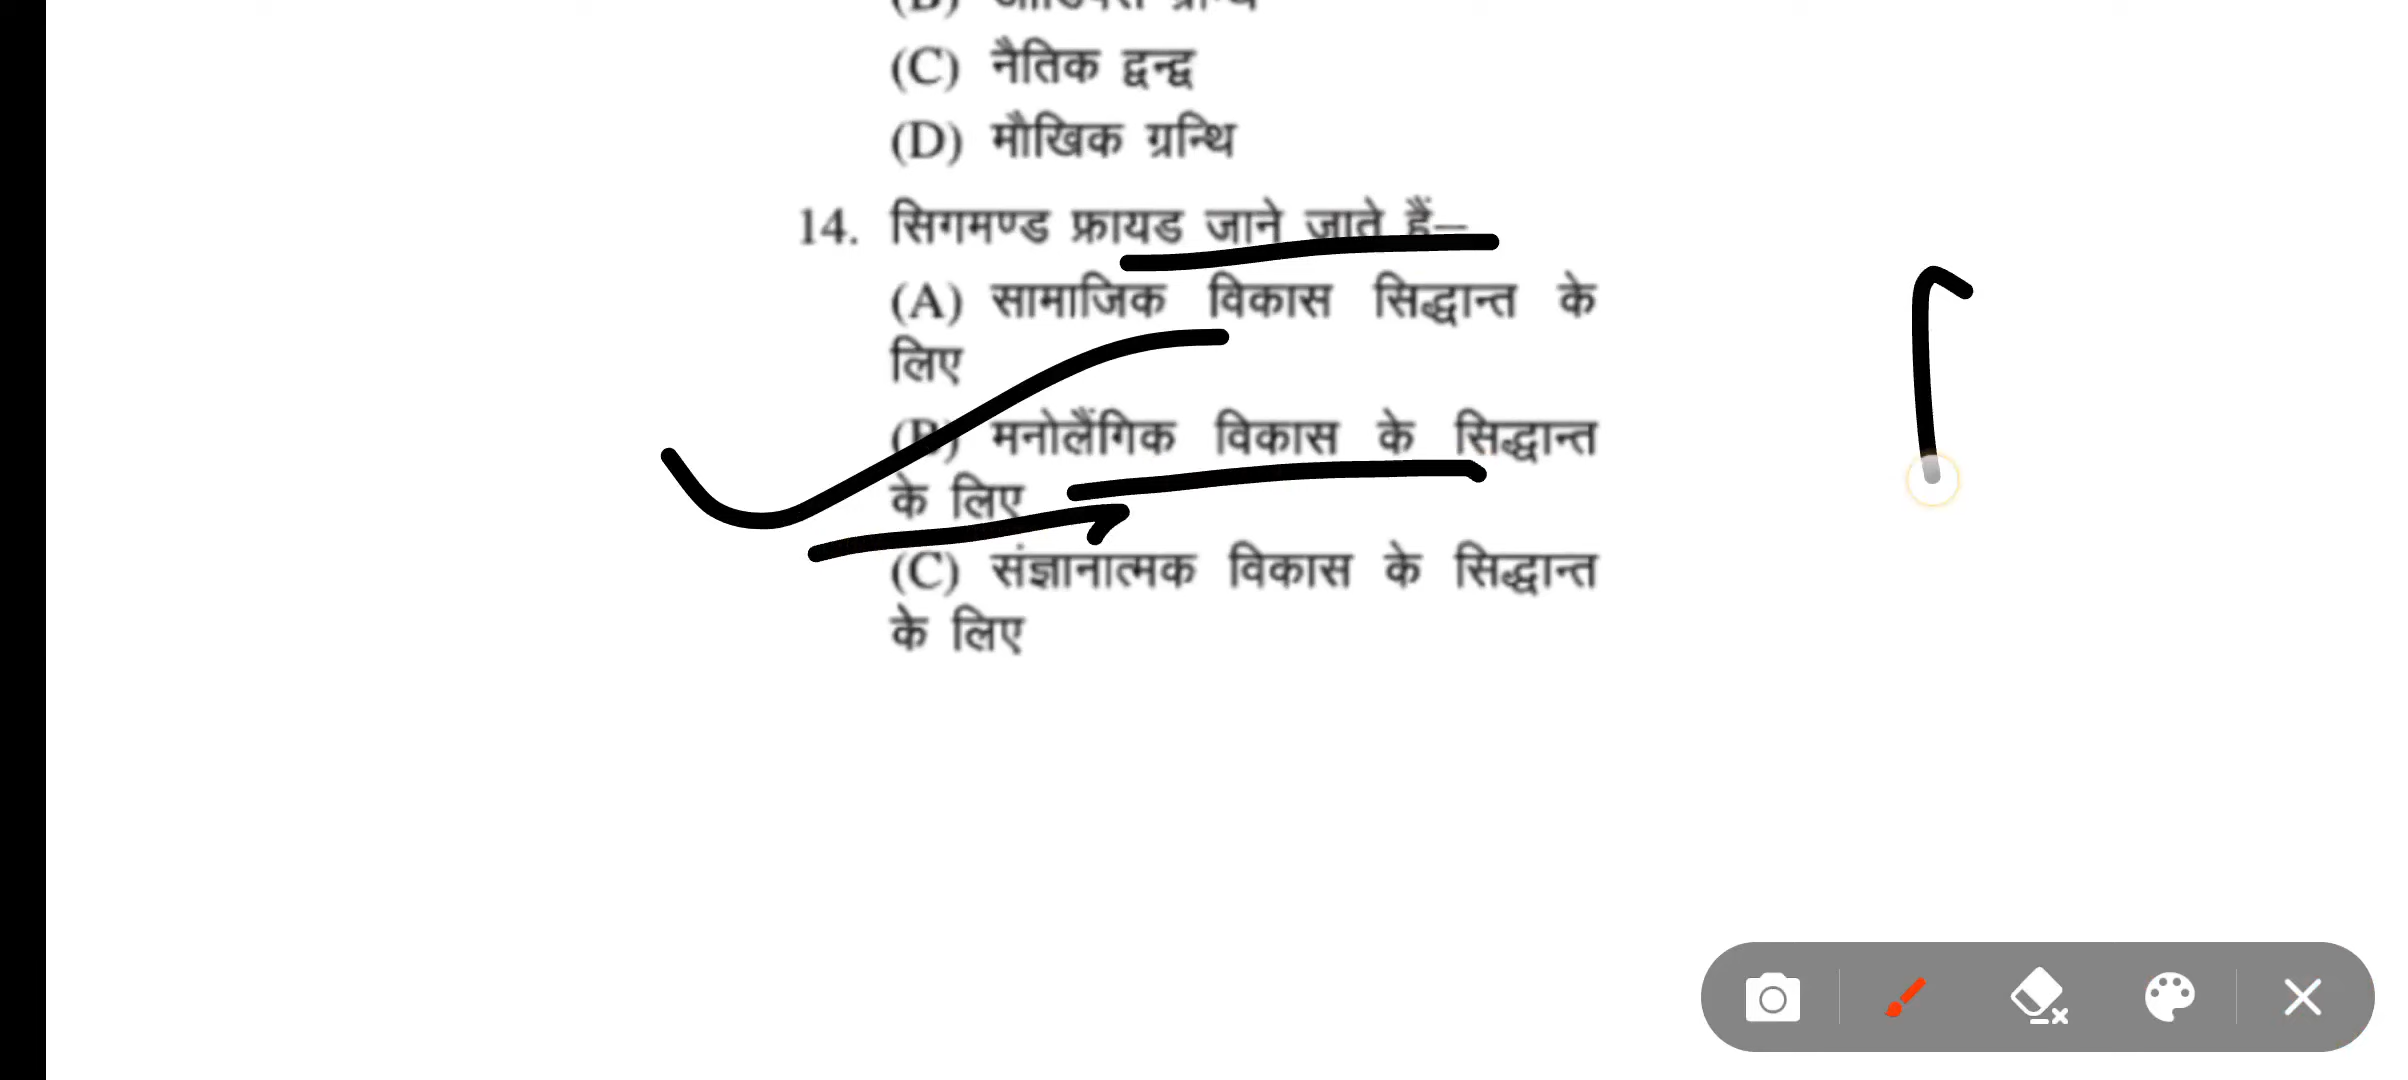 (C) नैतिक द्वन्द्व
(D) मौखिक ग्रन्थि
14. सिगमण्ड फ्रायड जाने जाते हैं–
(A) सामाजिक विकास सिद्धान्त के
लिए
(B) मनोलैंगिक विकास के सिद्धान्त
के लिए
(C) संज्ञानात्मक विकास के सिद्धान्त
के लिए